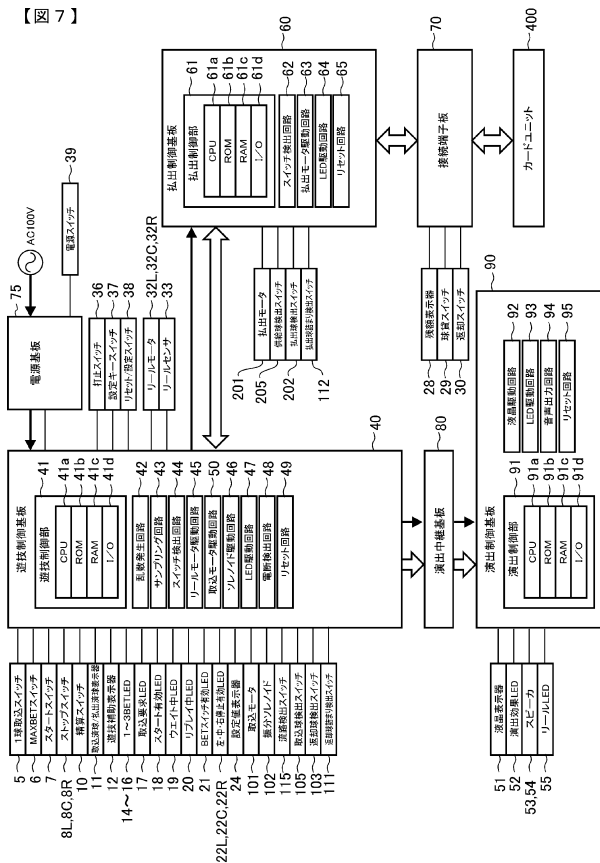 【図７】
60
61
61a
61b
61c
61d
62
63
64
65
払出制御基板
払出制御部
CPU
ROM
RAM
I/O
スイッチ検出回路
払出モータ駆動回路
LED駆動回路
リセット回路
70
接続端子板
400
カードユニット
75
電源基板
AC100V
39
電源スイッチ
36
37
38
打止スイッチ
設定キースイッチ
リセット/設定スイッチ
32L,32C,32R
33
リールモータ
リールセンサ
払出モータ
供給球検出スイッチ
払出球検出スイッチ
払出球詰まり検出スイッチ
201
205
202
112
残額表示器
球貸スイッチ
返却スイッチ
28
29
30
40
遊技制御基板
41
遊技制御部
41a
41b
41c
41d
CPU
ROM
RAM
I/O
42
43
44
45
50
46
47
48
49
乱数発生回路
サンプリング回路
スイッチ検出回路
リールモータ駆動回路
取込モータ駆動回路
ソレノイド駆動回路
LED駆動回路
電断検出回路
リセット回路
80
演出中継基板
90
演出制御基板
91
演出制御部
91a
91b
91c
91d
CPU
ROM
RAM
I/O
92
93
94
95
液晶駆動回路
LED駆動回路
音声出力回路
リセット回路
1球取込スイッチ
MAXBETスイッチ
スタートスイッチ
ストップスイッチ
精算スイッチ
取込済球/払出済球表示器
遊技補助表示器
1～3BETLED
取込要求LED
スタート有効LED
ウエイト中LED
リプレイ中LED
BETスイッチ有効LED
左・中・右停止有効LED
設定値表示器
取込モータ
振分ソレノイド
流路検出スイッチ
取込球検出スイッチ
返却球検出スイッチ
返却球詰まり検出スイッチ
5
6
7
8L,8C,8R
10
11
12
14～16
17
18
19
20
21
22L,22C,22R
24
101
102
115
105
103
111
液晶表示器
演出効果LED
スピーカ
リールLED
51
52
53,54
55